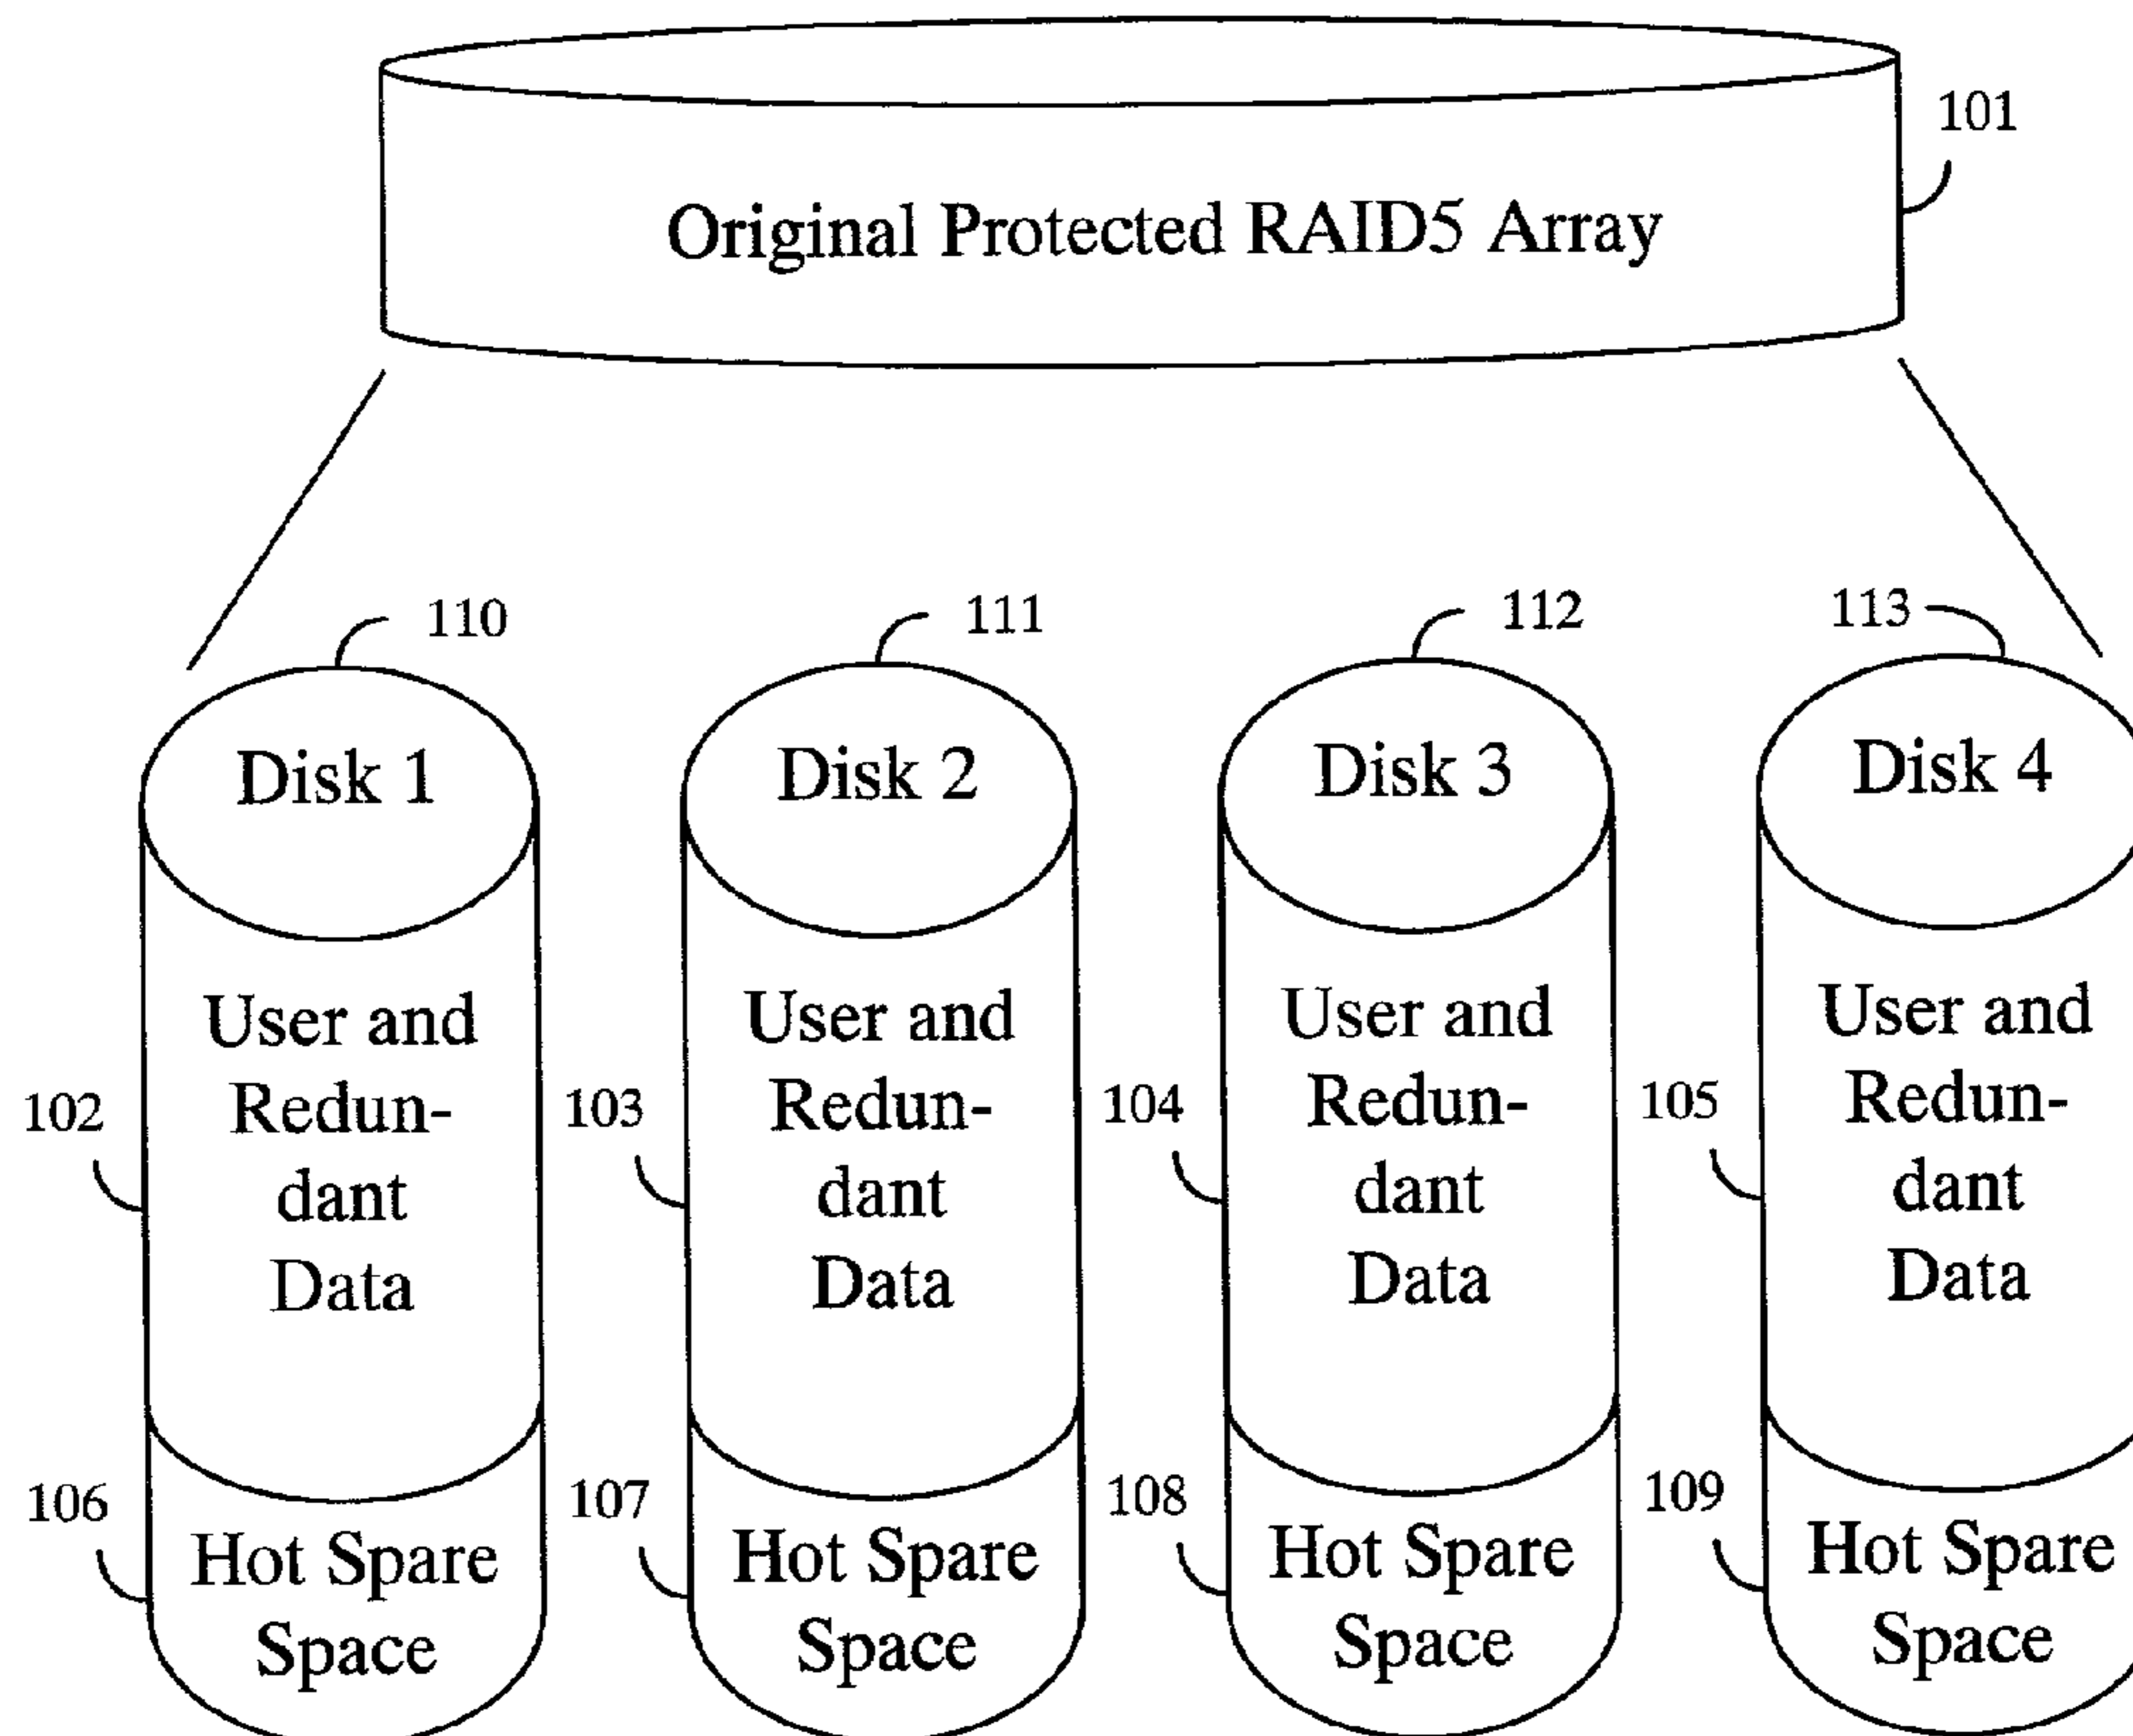 101
Original Protected RAID5 Array
110
111
112
113
Disk 1
Disk 2
Disk 3
Disk 4
102
User and
Redun-
dant
Data
103
User and
Redun-
dant
Data
104
User and
Redun-
dant
Data
105
User and
Redun-
dant
Data
106
Hot Spare
Space
107
Hot Spare
Space
108
Hot Spare
Space
109
Hot Spare
Space